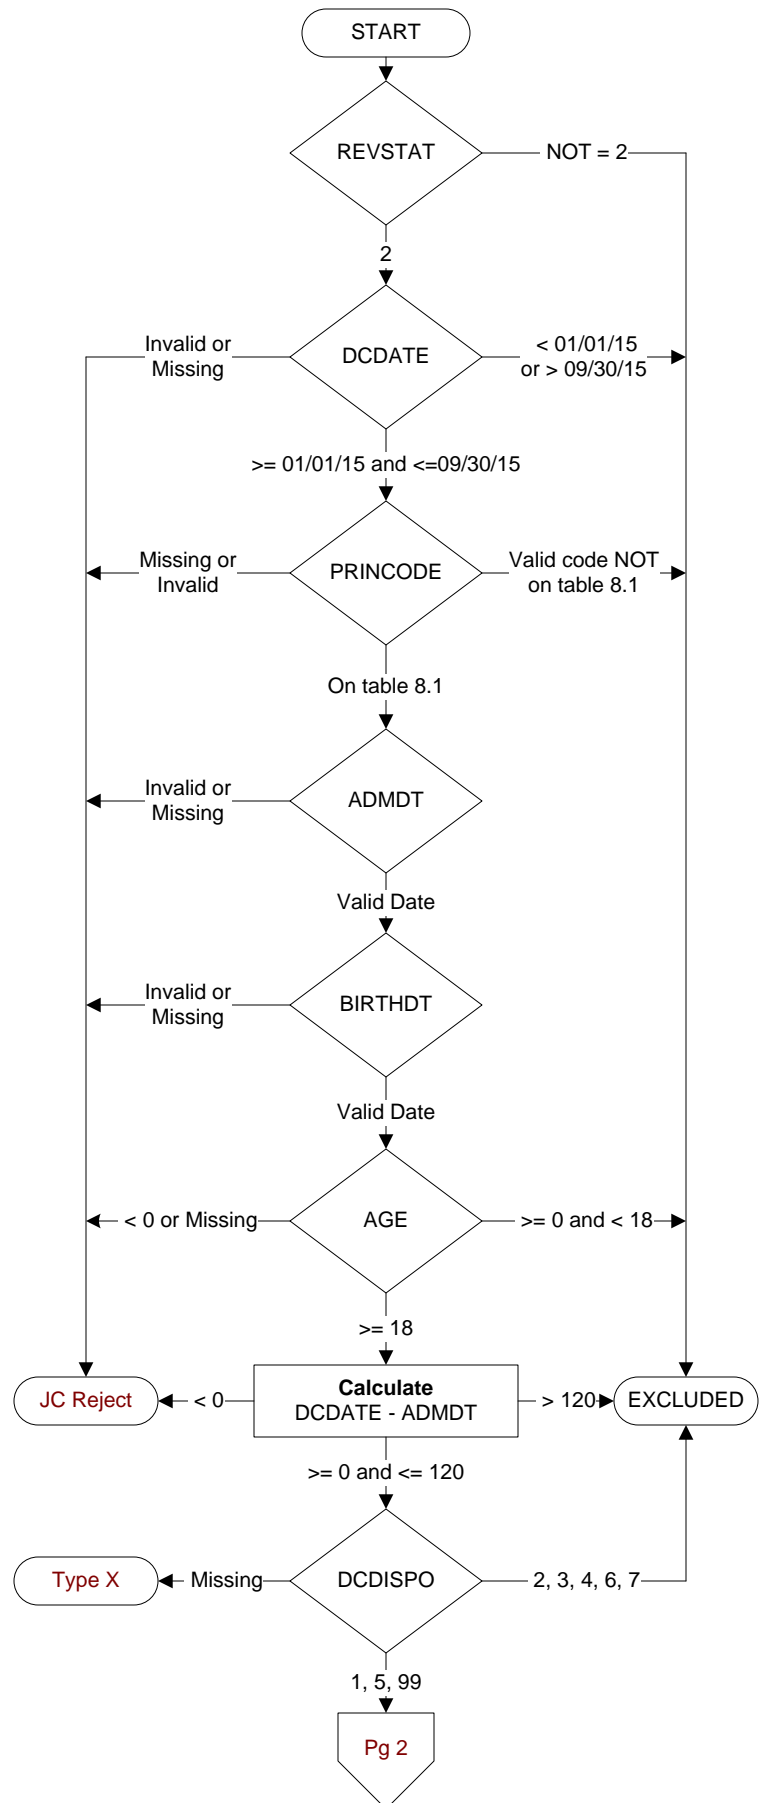 START
REVSTAT
NOT = 2
2
Invalid or
Missing
DCDATE
< 01/01/15
or > 09/30/15
>= 01/01/15 and <=09/30/15
Missing or
Invalid
PRINCODE
Valid code NOT
on table 8.1
On table 8.1
Invalid or
Missing
ADMDT
Valid Date
Invalid or
Missing
BIRTHDT
Valid Date
< 0 or Missing
AGE
>= 0 and < 18
>= 18
JC Reject
< 0
Calculate
DCDATE - ADMDT
> 120
EXCLUDED
>= 0 and <= 120
Type X
Missing
DCDISPO
2, 3, 4, 6, 7
1, 5, 99
Pg 2